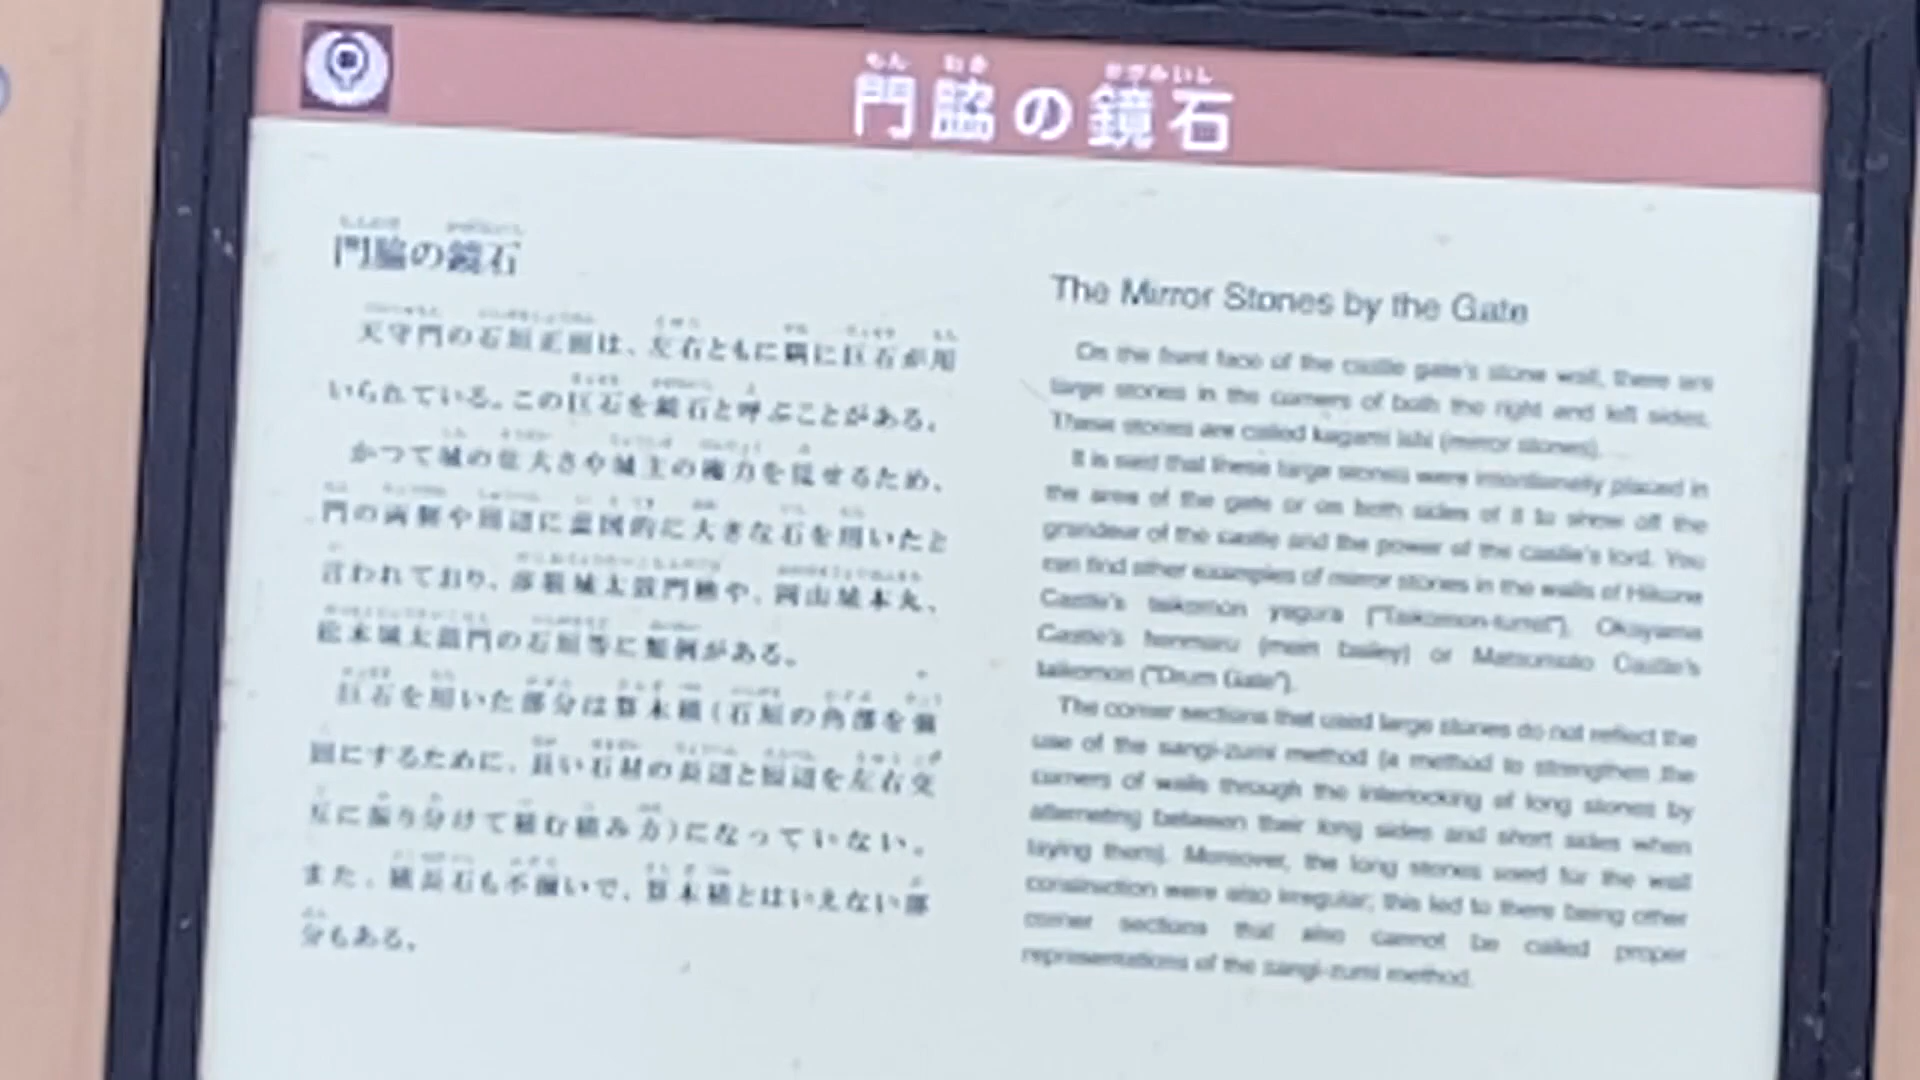 門脇の鏡石
もん わき かがみいし
門脇の鏡石
天守門の石垣正面は、左右ともに隅に巨石が用
いられている。この巨石を鏡石と呼ぶことがある。
かつて城の壮大さや城主の権力を見せるため、
門の両側や周辺に意図的に大きな石を用いたと
言われており、彦根城太鼓門櫓や、岡山城本丸、
松本城太鼓門の石垣等に類例がある。
巨石を用いた部分は算木積(石垣の角部を強
固にするために、長い石材の長辺と短辺を左右交
互に振り分けて積む積み方)になっていない。
また、縦長石も不揃いで、算木積とはいえない部
分もある。
The Mirror Stones by the Gate
On the front face of the castle gate's stone wall, there are
large stones in the corners of both the right and left sides.
These stones are called kagami ishi (mirror stones).
It is said that these large stones were intentionally placed in
the area of the gate or on both sides of it to show off the
grandeur of the castle and the power of the castle's lord. You
can find other examples of mirror stones in the walls of Hikone
Castle's taikomon yagura ("Taikomon-turret"), Okayama
Castle's honmaru (main bailey) or Matsumoto Castle's
taikomon ("Drum Gate").
The corner sections that used large stones do not reflect the
use of the sangi-zumi method (a method to strengthen the
corners of walls through the interlocking of long stones by
alternating between their long sides and short sides when
laying them). Moreover, the long stones used for the wall
construction were also irregular; this led to there being other
corner sections that also cannot be called proper
representations of the sangi-zumi method.